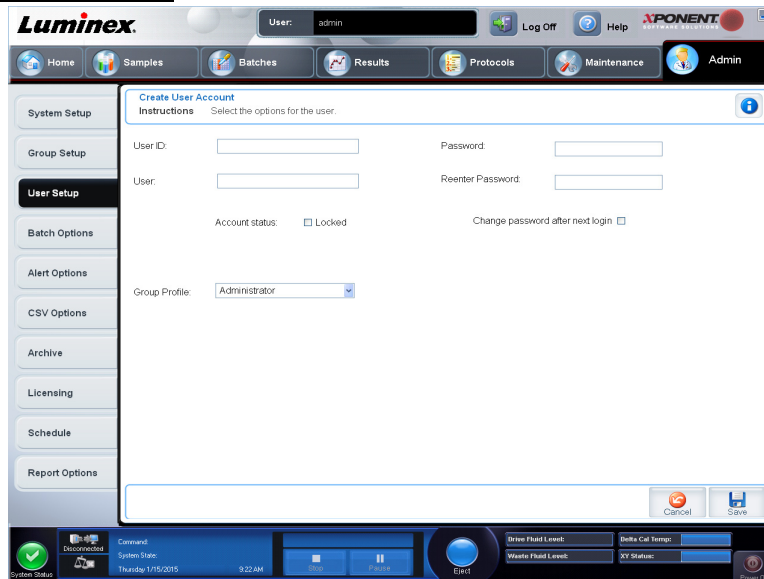 Luminex.
User: admin
Log Off
Help
XPONENT
SOFTWARE SOLUTIONS
Home
Samples
Batches
Results
Protocols
Maintenance
Admin
System Setup
Group Setup
User Setup
Batch Options
Alert Options
CSV Options
Archive
Licensing
Schedule
Report Options
Create User Account
Instructions Select the options for the user.
User ID:
Password:
User:
Reenter Password:
Account status: Locked
Change password after next login
Group Profile: Administrator
Cancel
Save
System Status
Disconnected
Command:
System State:
Thursday 1/15/2015 9:22 AM
Stop
Pause
Eject
Drive Fluid Level:
Delta Cal Temp:
Waste Fluid Level:
XY Status: